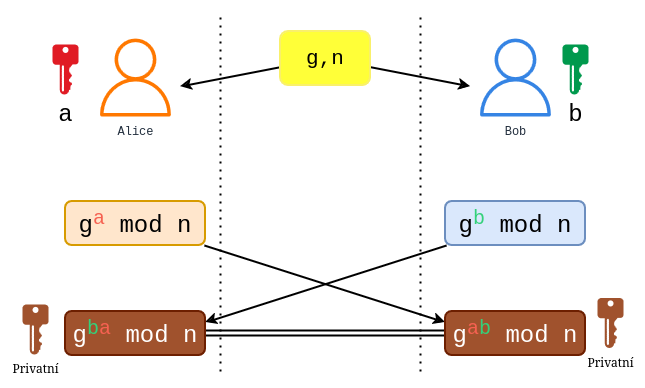 g,n
a
b
Alice
Bob
g^a mod n
g^b mod n
g^ba mod n
g^ab mod n
Privatní
Privatní